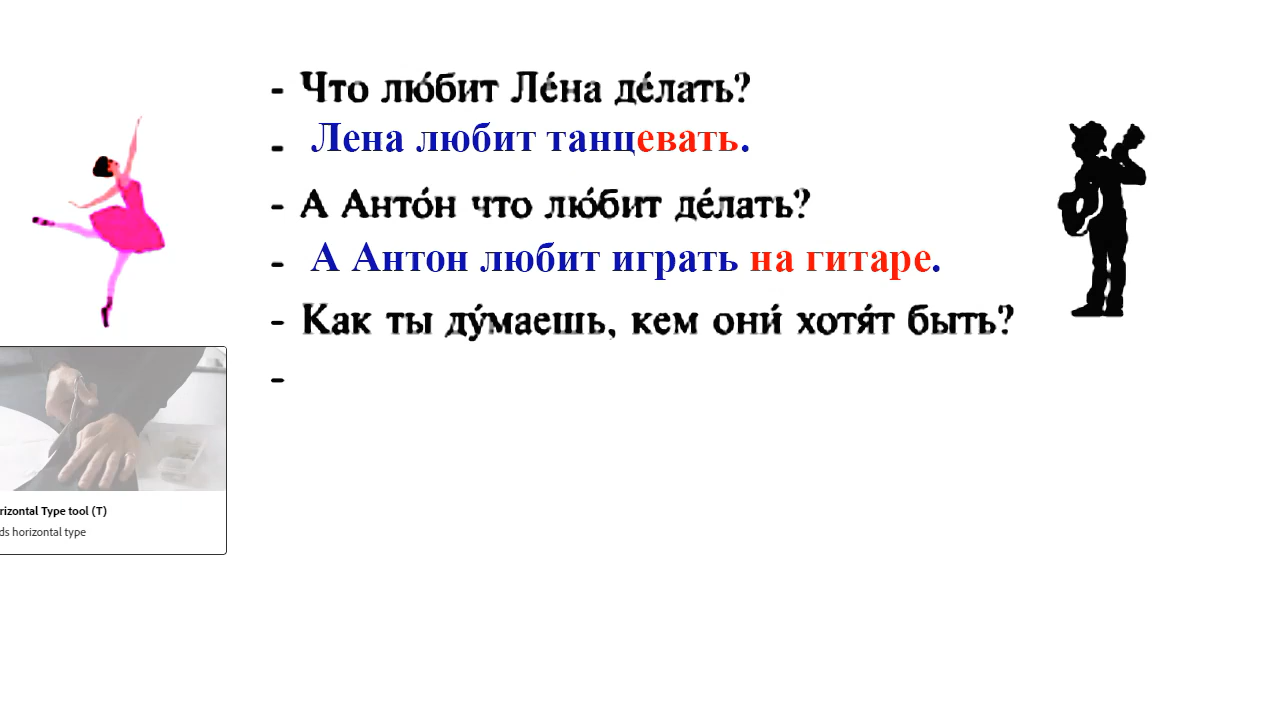 - Что лю́бит Ле́на де́лать?
- Лена любит танцевать.
- А Анто́н что лю́бит де́лать?
- А Антон любит играть на гитаре.
- Как ты ду́маешь, кем они́ хотя́т быть?
-
rizontal Type tool (T)
ds horizontal type